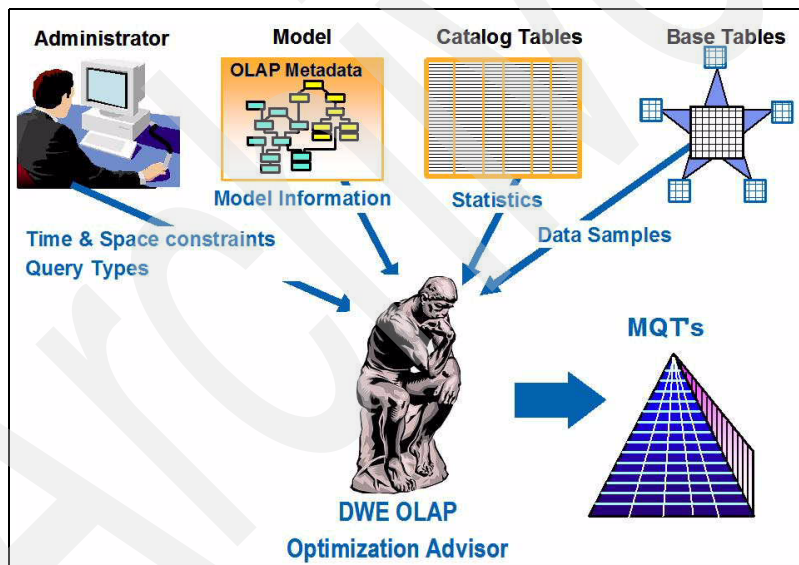 Administrator
Model
Catalog Tables
Base Tables
OLAP Metadata
Model Information
Statistics
Data Samples
Time & Space constraints
Query Types
MQT's
DWE OLAP
Optimization Advisor